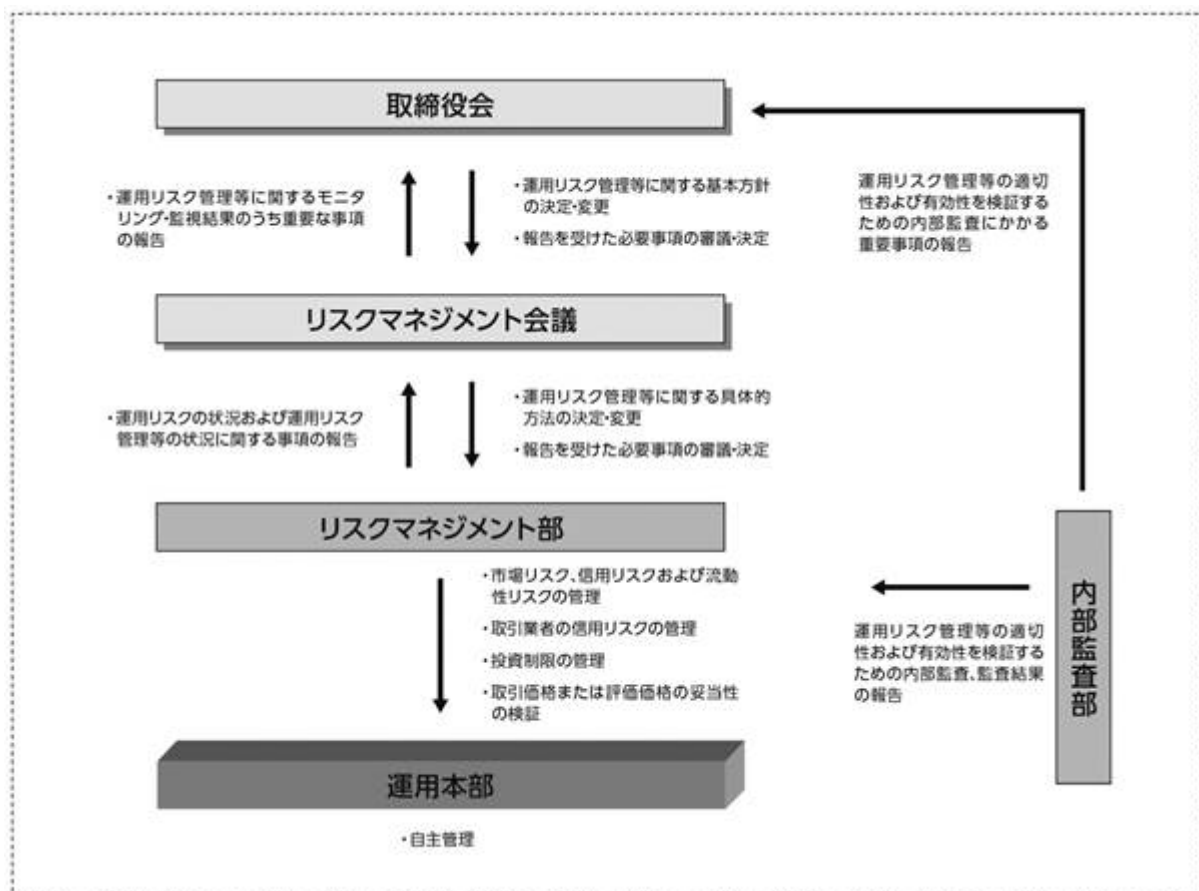 取締役会
・運用リスク管理等に関するモニタ
リング・監視結果のうち重要な事項
の報告
・運用リスク管理等に関する基本方針
の決定・変更
・報告を受けた必要事項の審議・決定
運用リスク管理等の適切
性および有効性を検証する
ための内部監査にかかる
重要事項の報告
リスクマネジメント会議
・運用リスクの状況および運用リスク
管理等の状況に関する事項の報告
・運用リスク管理等に関する具体的
方法の決定・変更
・報告を受けた必要事項の審議・決定
リスクマネジメント部
・市場リスク、信用リスクおよび流動
性リスクの管理
・取引業者の信用リスクの管理
・投資制限の管理
・取引価格または評価価格の妥当性
の検証
運用リスク管理等の適切
性および有効性を検証する
ための内部監査、監査結果
の報告
内部監査部
運用本部
・自主管理